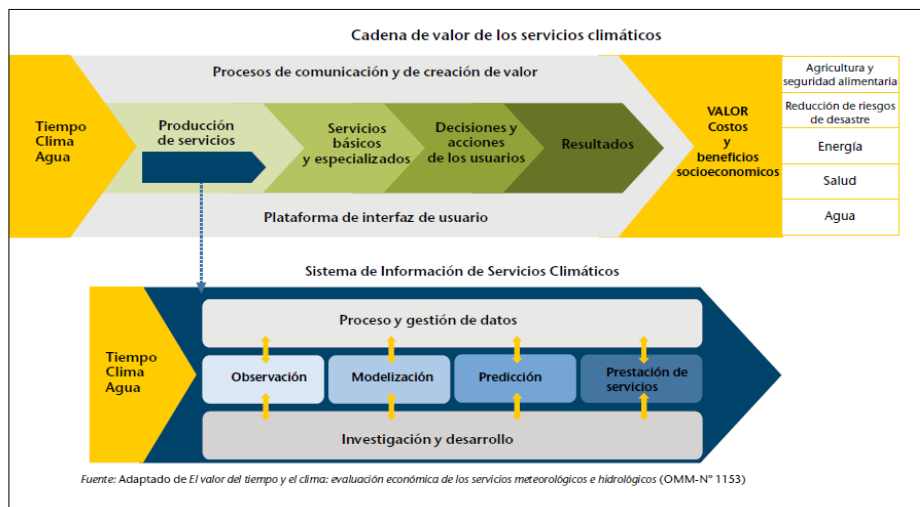 Cadena de valor de los servicios climáticos
Procesos de comunicación y de creación de valor
Tiempo
Clima
Agua
Producción
de servicios
Servicios
básicos
y especializados
Decisiones y
acciones
de los usuarios
Resultados
VALOR
Costos
y
beneficios
socioeconomicos
Agricultura y
seguridad alimentaria
Reducción de riesgos
de desastre
Energía
Salud
Agua
Plataforma de interfaz de usuario
Sistema de Información de Servicios Climáticos
Tiempo
Clima
Agua
Proceso y gestión de datos
Observación
Modelización
Predicción
Prestación de
servicios
Investigación y desarrollo
Fuente: Adaptado de El valor del tiempo y el clima: evaluación económica de los servicios meteorológicos e hidrológicos (OMM-Nº 1153)